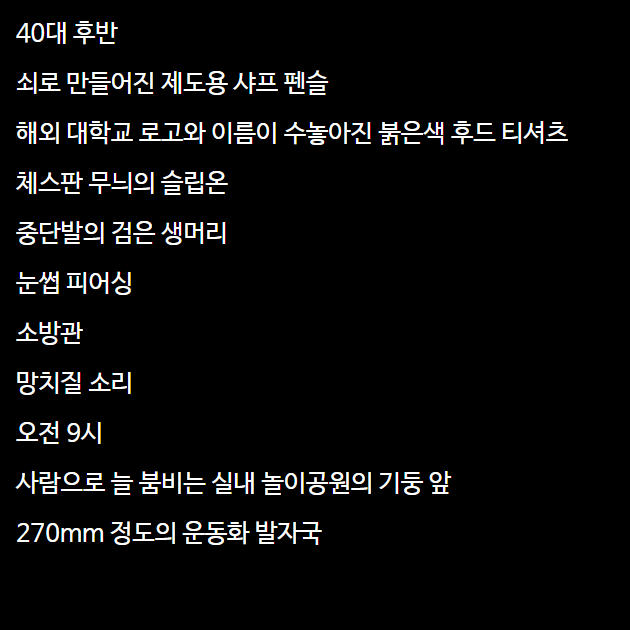 40대 후반
쇠로 만들어진 제도용 샤프 펜슬
해외 대학교 로고와 이름이 수놓아진 붉은색 후드 티셔츠
체스판 무늬의 슬립온
중단발의 검은 생머리
눈썹 피어싱
소방관
망치질 소리
오전 9시
사람으로 늘 붐비는 실내 놀이공원의 기둥 앞
270mm 정도의 운동화 발자국